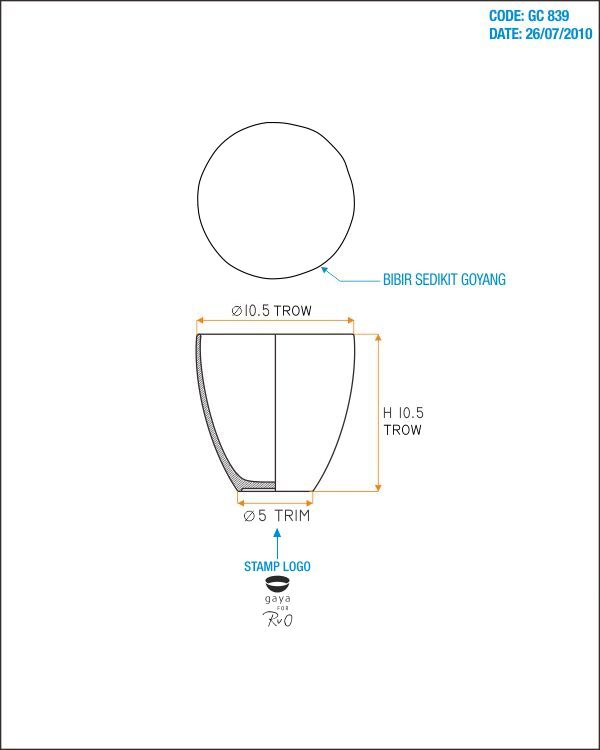 CODE: GC 839
DATE: 26/07/2010
BIBIR SEDIKIT GOYANG
∅10.5 TROW
H 10.5
TROW
∅5 TRIM
STAMP LOGO
gaya
FOR
RvO